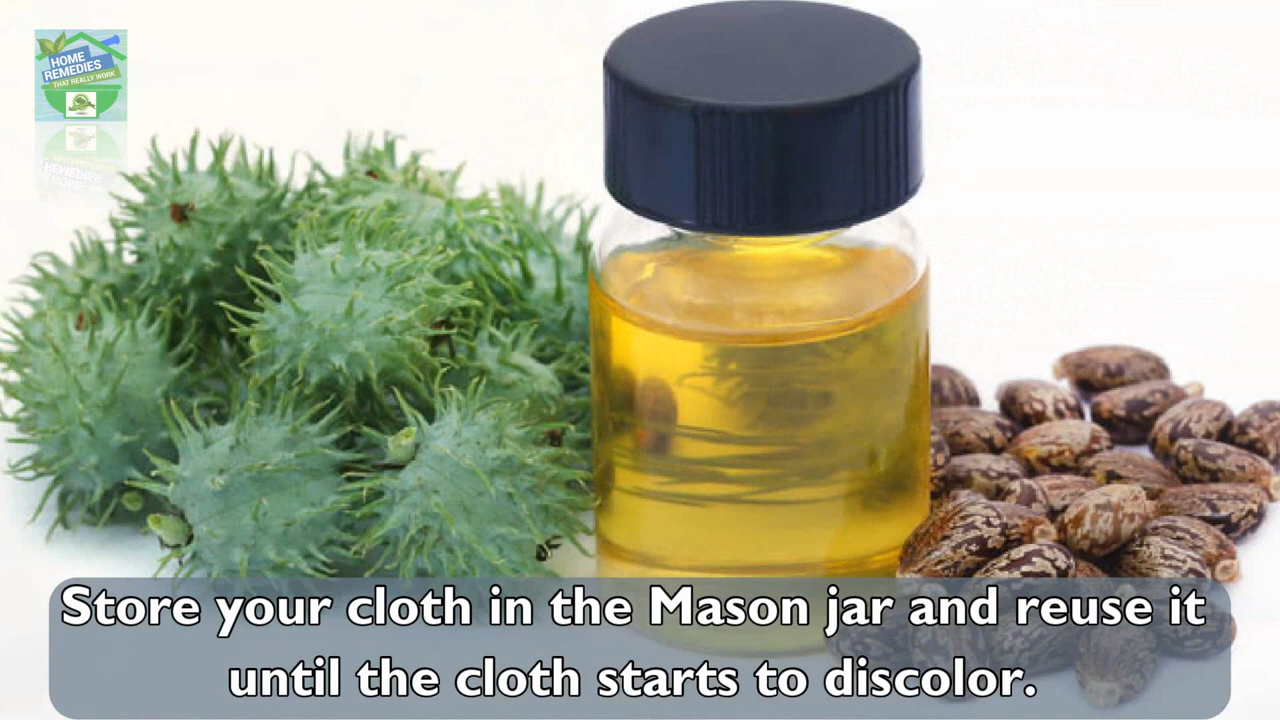 HOME
REMEDIES
THAT REALLY WORK
Store your cloth in the Mason jar and reuse it
until the cloth starts to discolor.